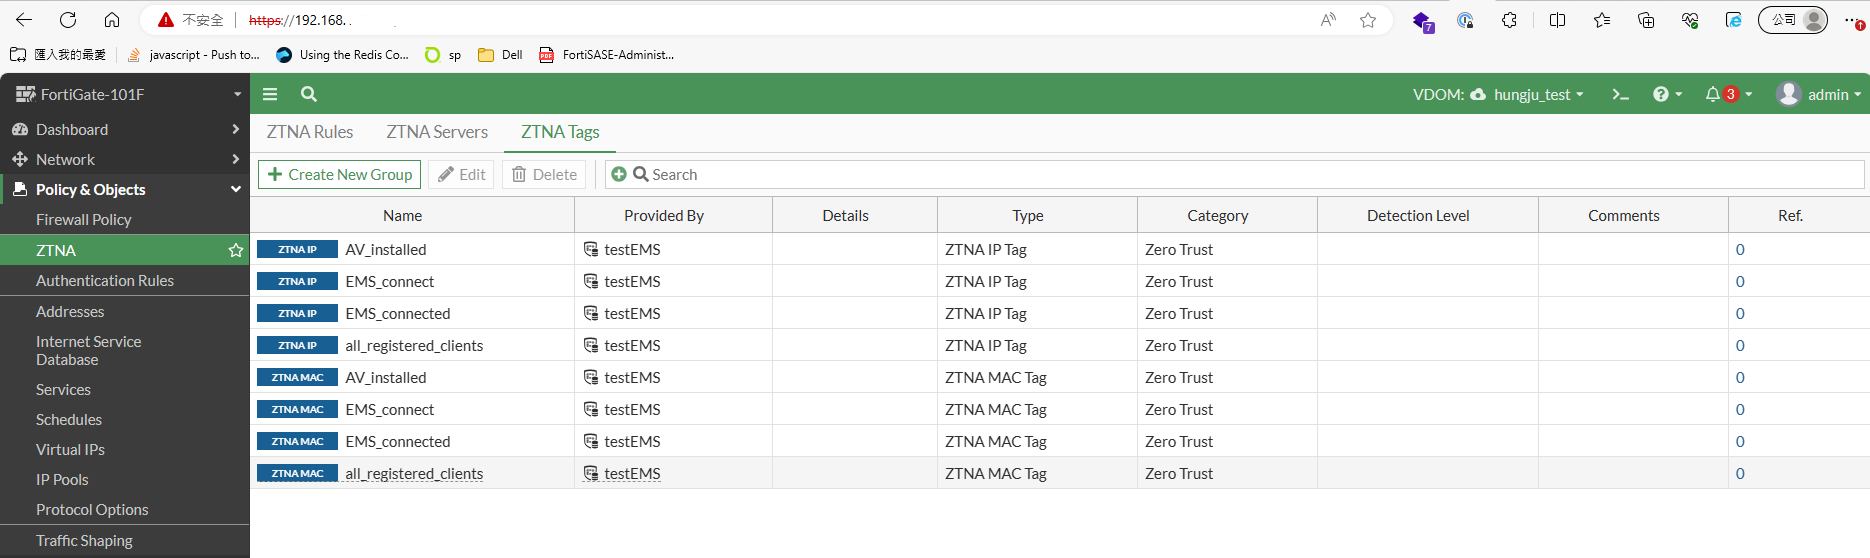 不安全 https://192.168. .
7
公司
1
匯入我的最愛 javascript - Push to... Using the Redis Co... sp Dell PDF FortiSASE-Administ...
FortiGate-101F
VDOM: hungju_test >_ ? 3 admin
Dashboard
Network
Policy & Objects
Firewall Policy
ZTNA
Authentication Rules
Addresses
Internet Service
Database
Services
Schedules
Virtual IPs
IP Pools
Protocol Options
Traffic Shaping
ZTNA Rules ZTNA Servers ZTNA Tags
Create New Group Edit Delete Search
Name Provided By Details Type Category Detection Level Comments Ref.
ZTNA IP AV_installed testEMS ZTNA IP Tag Zero Trust 0
ZTNA IP EMS_connect testEMS ZTNA IP Tag Zero Trust 0
ZTNA IP EMS_connected testEMS ZTNA IP Tag Zero Trust 0
ZTNA IP all_registered_clients testEMS ZTNA IP Tag Zero Trust 0
ZTNA MAC AV_installed testEMS ZTNA MAC Tag Zero Trust 0
ZTNA MAC EMS_connect testEMS ZTNA MAC Tag Zero Trust 0
ZTNA MAC EMS_connected testEMS ZTNA MAC Tag Zero Trust 0
ZTNA MAC all_registered_clients testEMS ZTNA MAC Tag Zero Trust 0